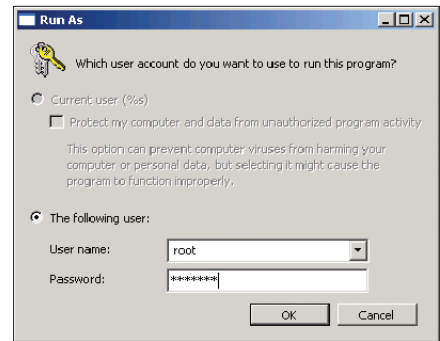 Run As
Which user account do you want to use to run this program?
Current user (%s)
Protect my computer and data from unauthorized program activity
This option can prevent computer viruses from harming your
computer or personal data, but selecting it might cause the
program to function improperly.
The following user:
User name: root
Password: *******
OK Cancel